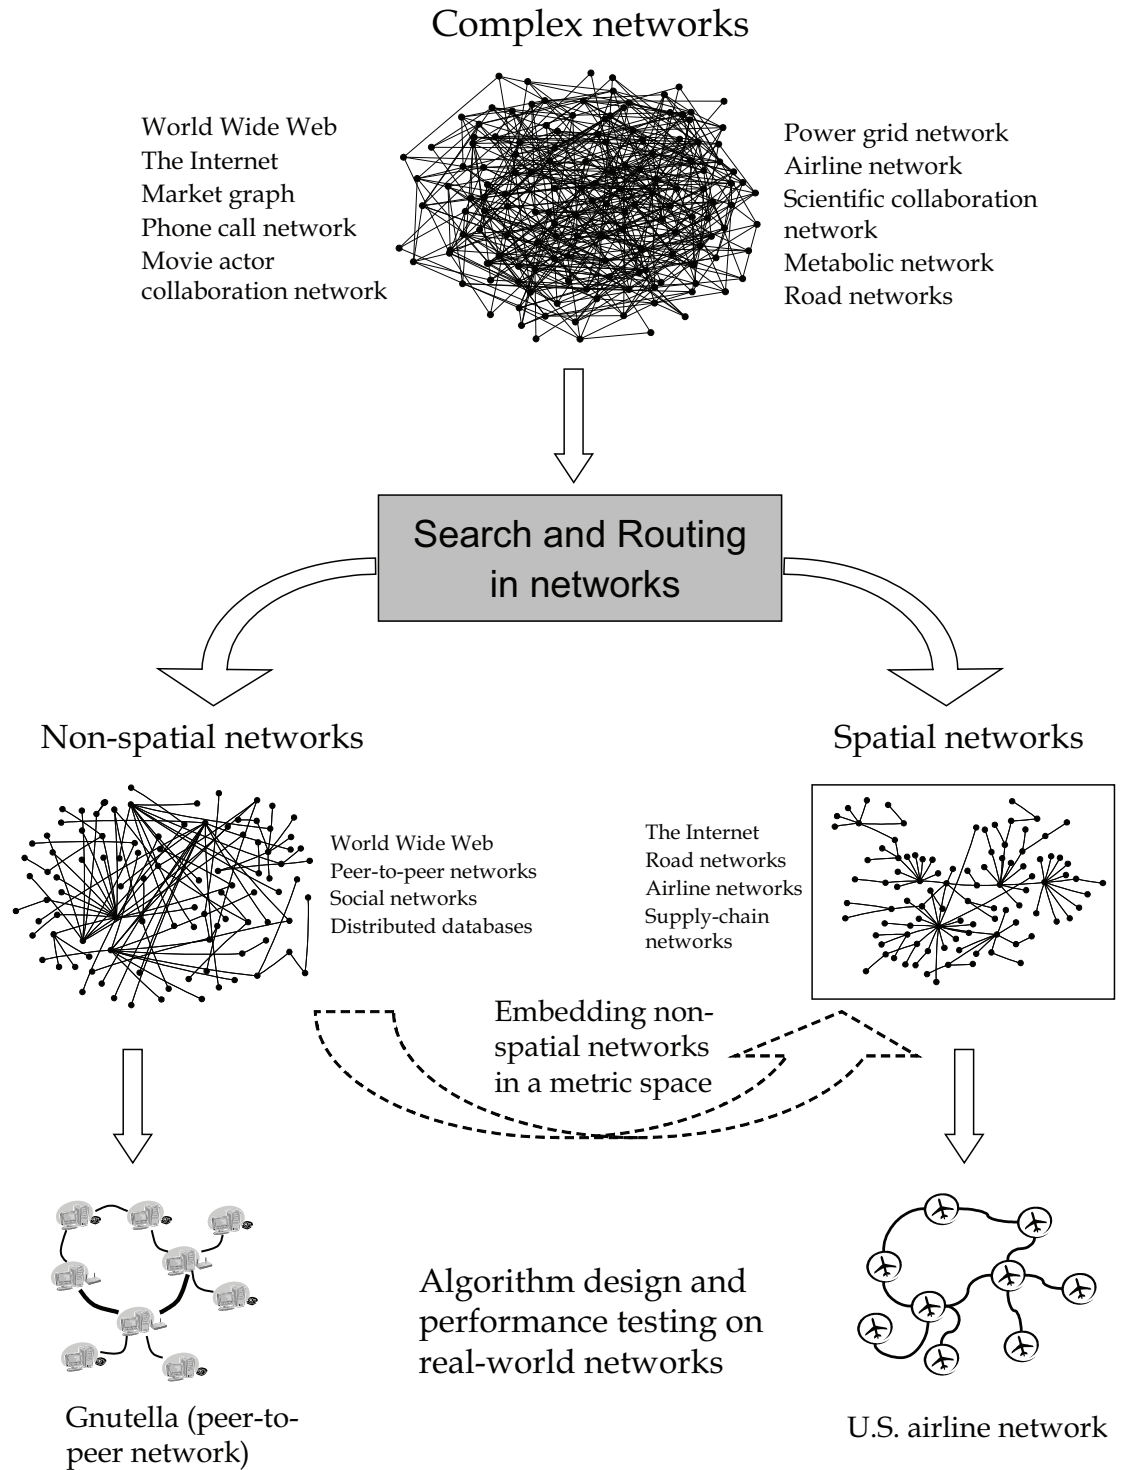 Complex networks
World Wide Web
The Internet
Market graph
Phone call network
Movie actor
collaboration network
Power grid network
Airline network
Scientific collaboration
network
Metabolic network
Road networks
Search and Routing
in networks
Non-spatial networks
Spatial networks
World Wide Web
Peer-to-peer networks
Social networks
Distributed databases
The Internet
Road networks
Airline networks
Supply-chain
networks
Embedding non-
spatial networks
in a metric space
Algorithm design and
performance testing on
real-world networks
Gnutella (peer-to-
peer network)
U.S. airline network